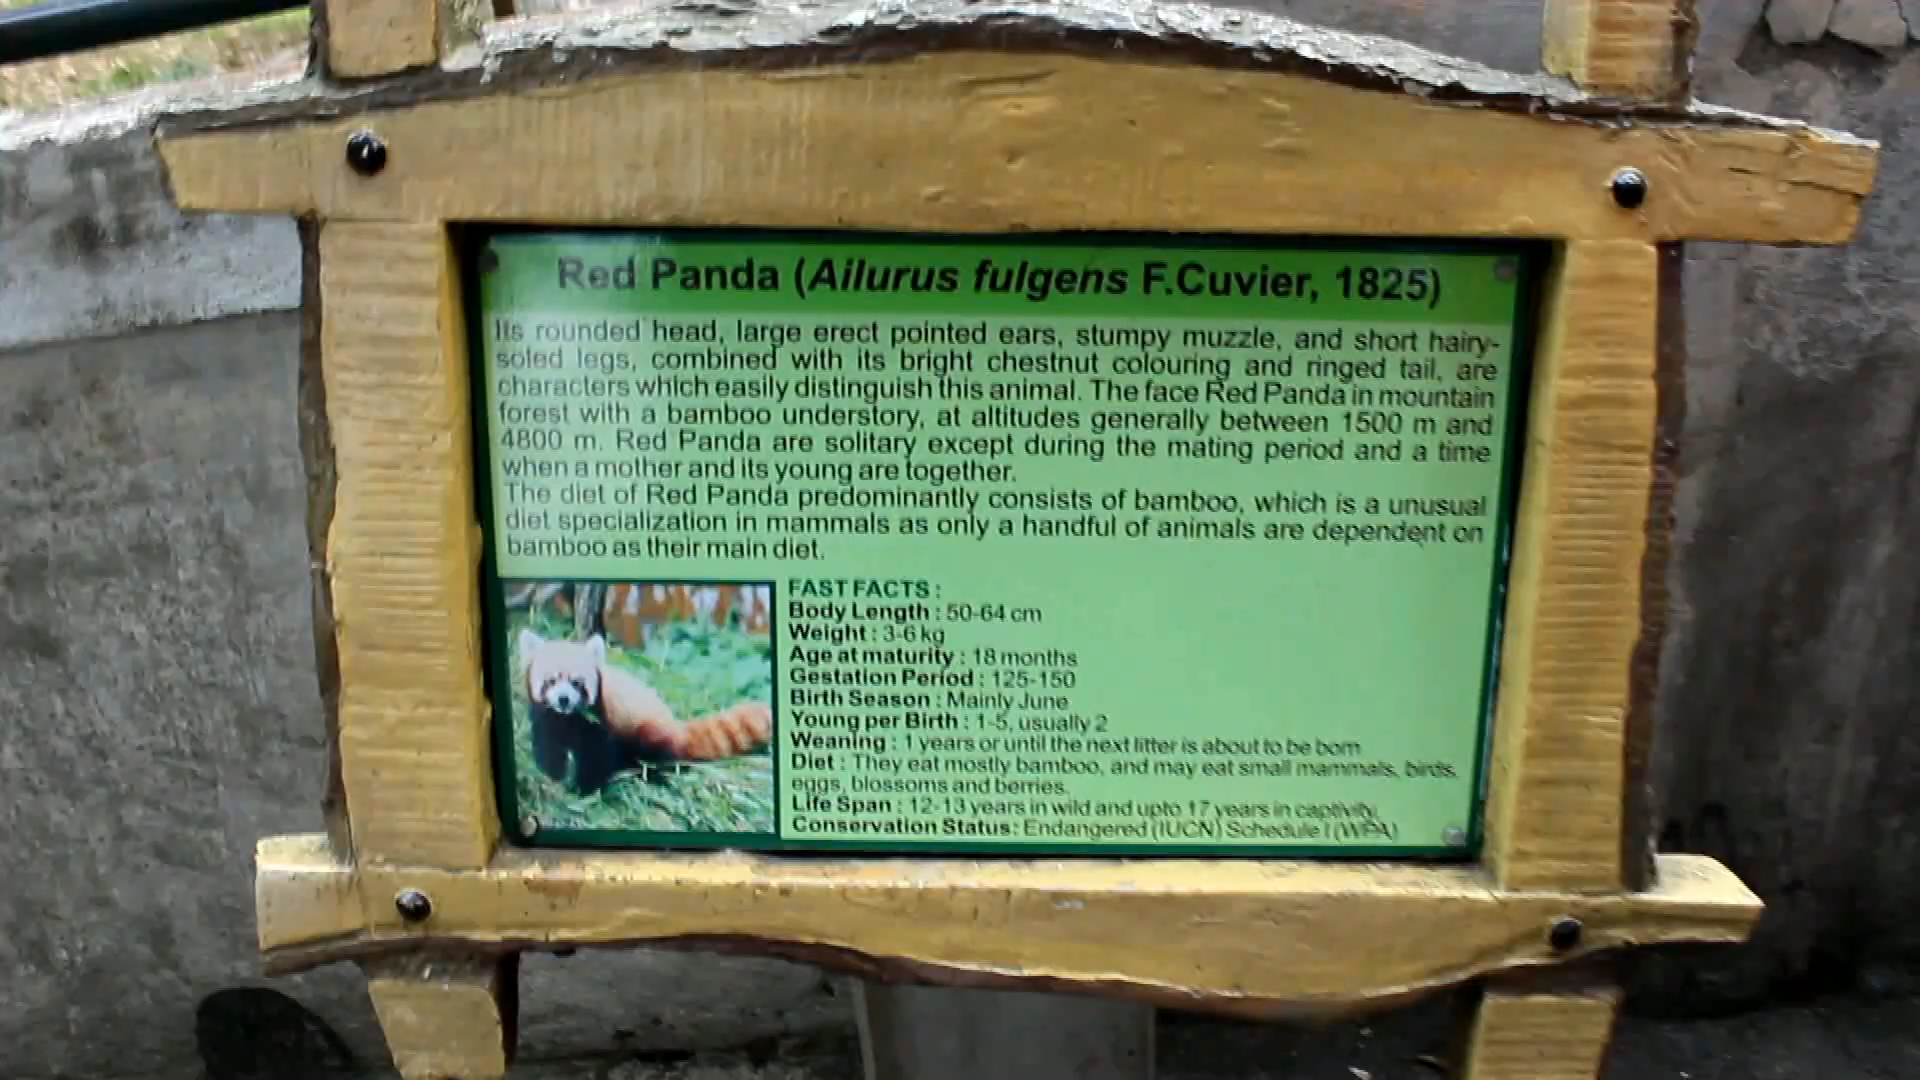 Red Panda (Ailurus fulgens F.Cuvier, 1825)
Its rounded head, large erect pointed ears, stumpy muzzle, and short hairy-
soled legs, combined with its bright chestnut colouring and ringed tail, are
characters which easily distinguish this animal. The face Red Panda in mountain
forest with a bamboo understory, at altitudes generally between 1500 m and
4800 m. Red Panda are solitary except during the mating period and a time
when a mother and its young are together.
The diet of Red Panda predominantly consists of bamboo, which is a unusual
diet specialization in mammals as only a handful of animals are dependent on
bamboo as their main diet.
FAST FACTS :
Body Length : 50-64 cm
Weight : 3-6 kg
Age at maturity : 18 months
Gestation Period : 125-150
Birth Season : Mainly June
Young per Birth : 1-5, usually 2
Weaning : 1 years or until the next litter is about to be born
Diet : They eat mostly bamboo, and may eat small mammals, birds,
eggs, blossoms and berries.
Life Span : 12-13 years in wild and upto 17 years in captivity.
Conservation Status: Endangered (IUCN) Schedule I (WPA)